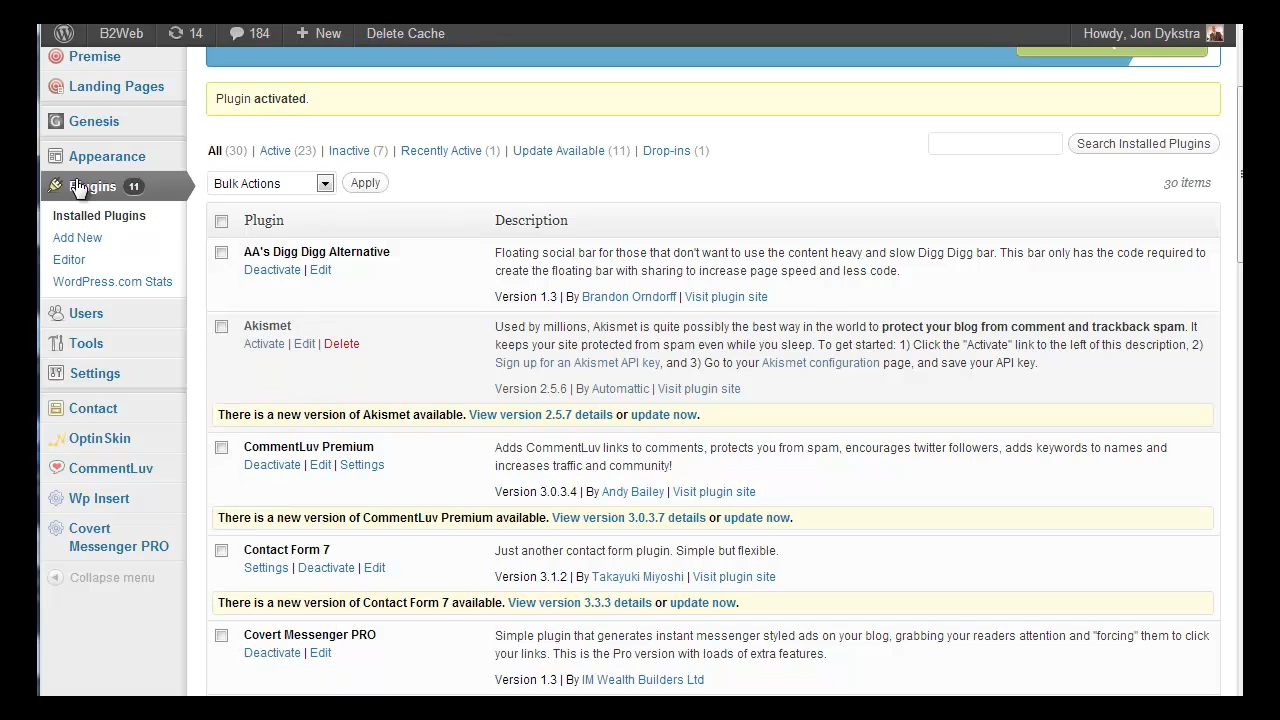 B2Web 14 184 + New Delete Cache Howdy, Jon Dykstra
Premise
Landing Pages
Genesis
Appearance
Plugins 11
Installed Plugins
Add New
Editor
WordPress.com Stats
Users
Tools
Settings
Contact
OptinSkin
CommentLuv
Wp Insert
Covert
Messenger PRO
Collapse menu
Plugin activated.
All (30) | Active (23) | Inactive (7) | Recently Active (1) | Update Available (11) | Drop-ins (1)
Search Installed Plugins
Bulk Actions Apply
30 items
Plugin Description
AA's Digg Digg Alternative
Deactivate | Edit
Floating social bar for those that don't want to use the content heavy and slow Digg Digg bar. This bar only has the code required to
create the floating bar with sharing to increase page speed and less code.
Version 1.3 | By Brandon Orndorff | Visit plugin site
Akismet
Activate | Edit | Delete
Used by millions, Akismet is quite possibly the best way in the world to protect your blog from comment and trackback spam. It
keeps your site protected from spam even while you sleep. To get started: 1) Click the "Activate" link to the left of this description, 2)
Sign up for an Akismet API key, and 3) Go to your Akismet configuration page, and save your API key.
Version 2.5.6 | By Automattic | Visit plugin site
There is a new version of Akismet available. View version 2.5.7 details or update now.
CommentLuv Premium
Deactivate | Edit | Settings
Adds CommentLuv links to comments, protects you from spam, encourages twitter followers, adds keywords to names and
increases traffic and community!
Version 3.0.3.4 | By Andy Bailey | Visit plugin site
There is a new version of CommentLuv Premium available. View version 3.0.3.7 details or update now.
Contact Form 7
Settings | Deactivate | Edit
Just another contact form plugin. Simple but flexible.
Version 3.1.2 | By Takayuki Miyoshi | Visit plugin site
There is a new version of Contact Form 7 available. View version 3.3.3 details or update now.
Covert Messenger PRO
Deactivate | Edit
Simple plugin that generates instant messenger styled ads on your blog, grabbing your readers attention and "forcing" them to click
your links. This is the Pro version with loads of extra features.
Version 1.3 | By IM Wealth Builders Ltd